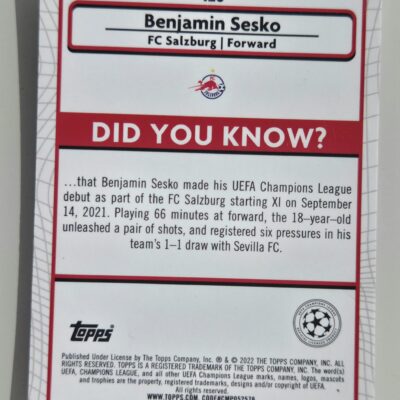 Benjamin Sesko
FC Salzburg | Forward
DID YOU KNOW?
...that Benjamin Sesko made his UEFA Champions League
debut as part of the FC Salzburg starting XI on September
14, 2021. Playing 66 minutes at forward, the 18-year-old
unleashed a pair of shots, and registered six pressures in his
team's 1-1 draw with Sevilla FC.
Topps
CHAMPIONS LEAGUE
Published Under License by The Topps Company, Inc. ® & © 2022 THE TOPPS COMPANY, INC. ALL
RIGHTS RESERVED. TOPPS IS A REGISTERED TRADEMARK OF THE TOPPS COMPANY, INC. The word(s)
UEFA, CHAMPIONS LEAGUE, and all other UEFA Champions League marks, names, logos, mascots
and trophies are the property, registered trademarks, designs and/or copyright of UEFA.
All rights reserved.
WWW.TOPPS.COM